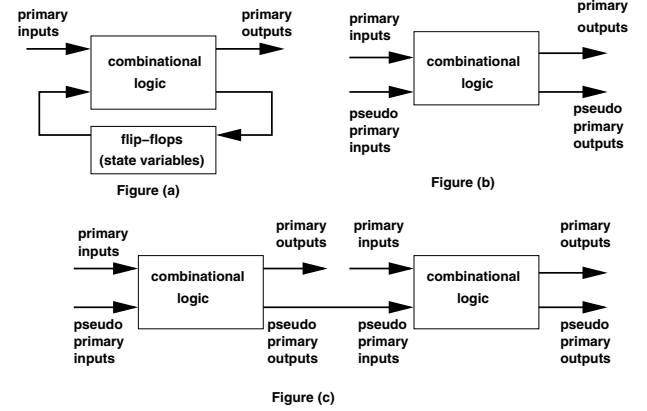 primary
inputs
combinational
logic
primary
outputs
flip–flops
(state variables)
Figure (a)
primary
inputs
pseudo
primary
inputs
combinational
logic
primary
outputs
pseudo
primary
outputs
Figure (b)
primary
inputs
pseudo
primary
inputs
combinational
logic
primary
outputs
pseudo
primary
outputs
primary
inputs
pseudo
primary
inputs
combinational
logic
primary
outputs
pseudo
primary
outputs
Figure (c)